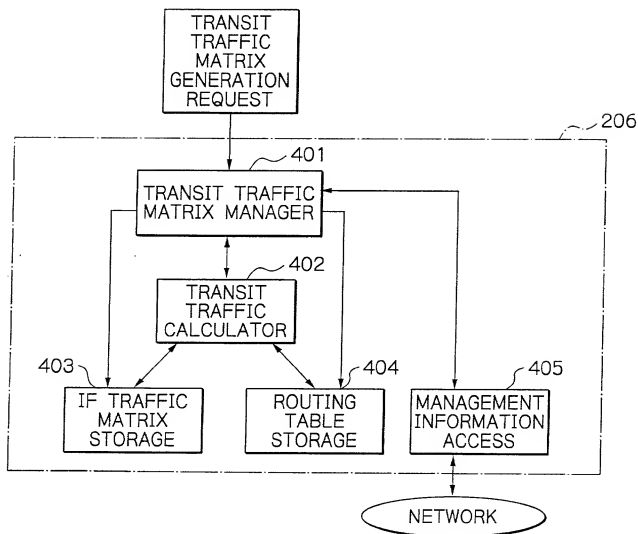 TRANSIT
TRAFFIC
MATRIX
GENERATION
REQUEST
206
401
TRANSIT TRAFFIC
MATRIX MANAGER
402
TRANSIT
TRAFFIC
CALCULATOR
403
IF TRAFFIC
MATRIX
STORAGE
404
ROUTING
TABLE
STORAGE
405
MANAGEMENT
INFORMATION
ACCESS
NETWORK